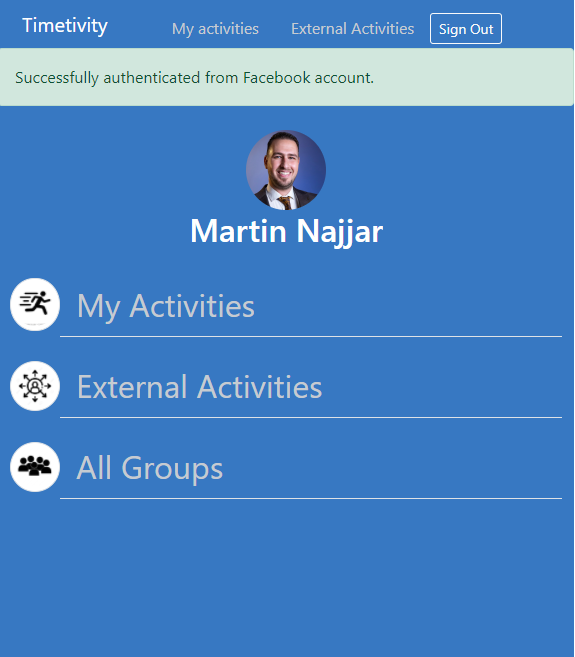 Timetivity
My activities
External Activities
Sign Out
Successfully authenticated from Facebook account.
Martin Najjar
My Activities
External Activities
All Groups